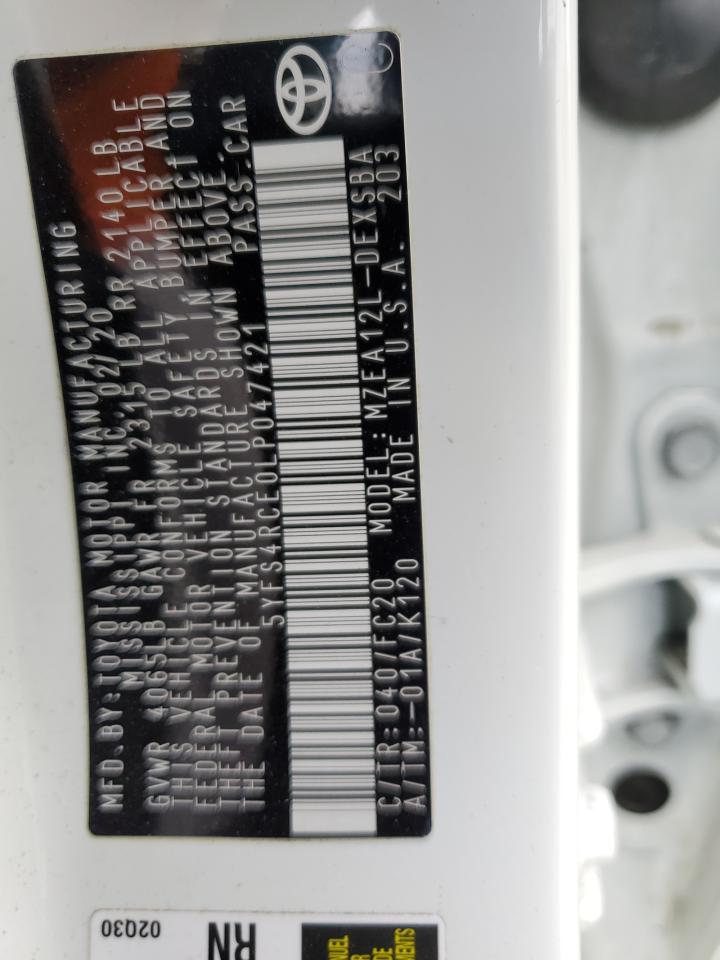 MFD.BY:TOYOTA MOTOR MANUFACTURING
MISSISSIPPI INC. 02/20
GVWR 4065LB GAWR FR 2315LB RR 2140LB
THIS VEHICLE CONFORMS TO ALL APPLICABLE
FEDERAL MOTOR VEHICLE SAFETY BUMPER AND
THEFT PREVENTION STANDARDS IN EFFECT ON
THE DATE OF MANUFACTURE SHOWN ABOVE.
5YFS4RCE0LP047421 PASS.CAR
C/TR:040/FC20 MODEL:MZEA12L-DEXSBA
A/TM:-01A/K120 MADE IN U.S.A. 203
02Q30
RN